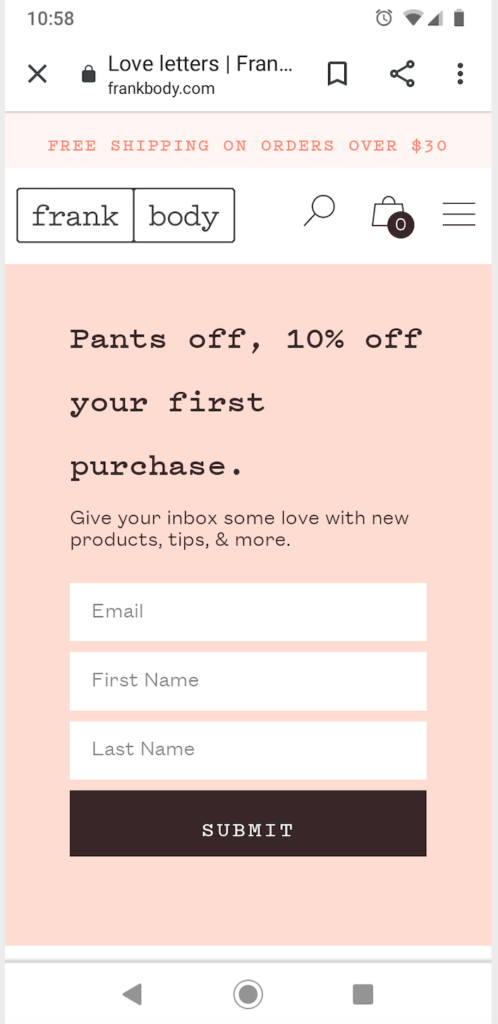 10:58
Love letters | Fran...
frankbody.com
FREE SHIPPING ON ORDERS OVER $30
frank body
0
Pants off, 10% off
your first
purchase.
Give your inbox some love with new
products, tips, & more.
Email
First Name
Last Name
SUBMIT